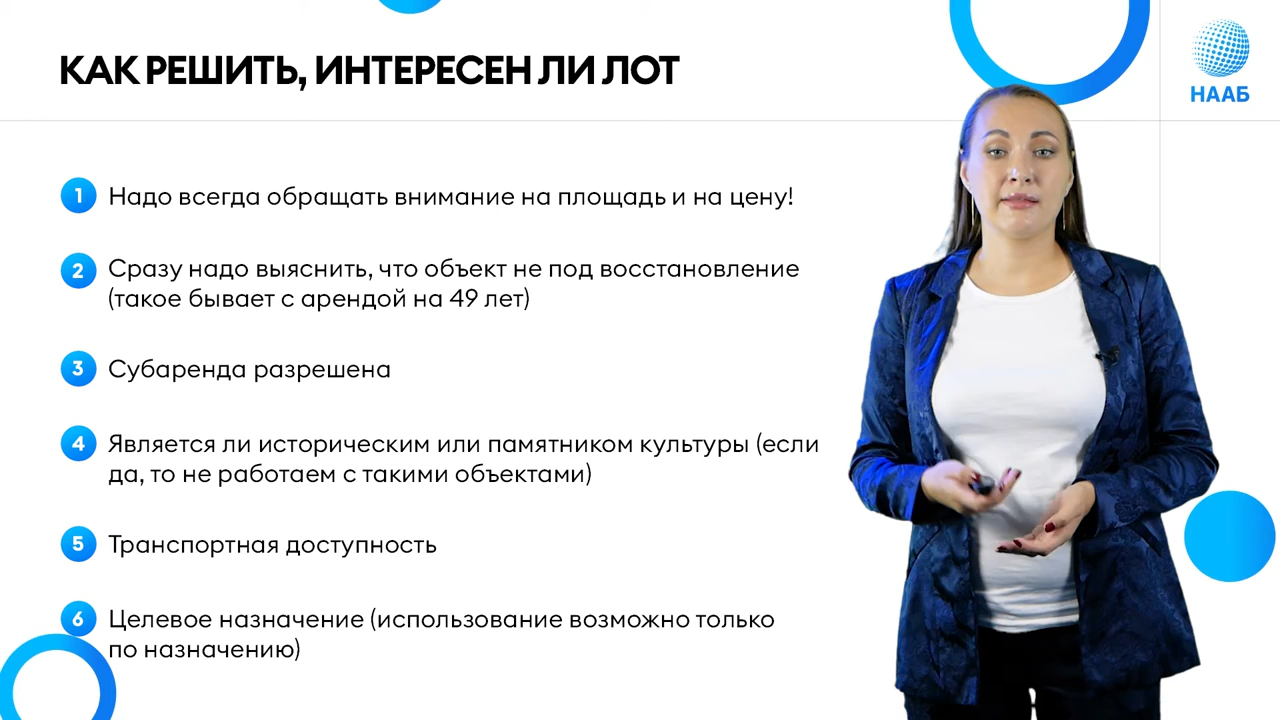 КАК РЕШИТЬ, ИНТЕРЕСЕН ЛИ ЛОТ
НААБ
1 Надо всегда обращать внимание на площадь и на цену!
2 Сразу надо выяснить, что объект не под восстановление
(такое бывает с арендой на 49 лет)
3 Субаренда разрешена
4 Является ли историческим или памятником культуры (если
да, то не работаем с такими объектами)
5 Транспортная доступность
6 Целевое назначение (использование возможно только
по назначению)